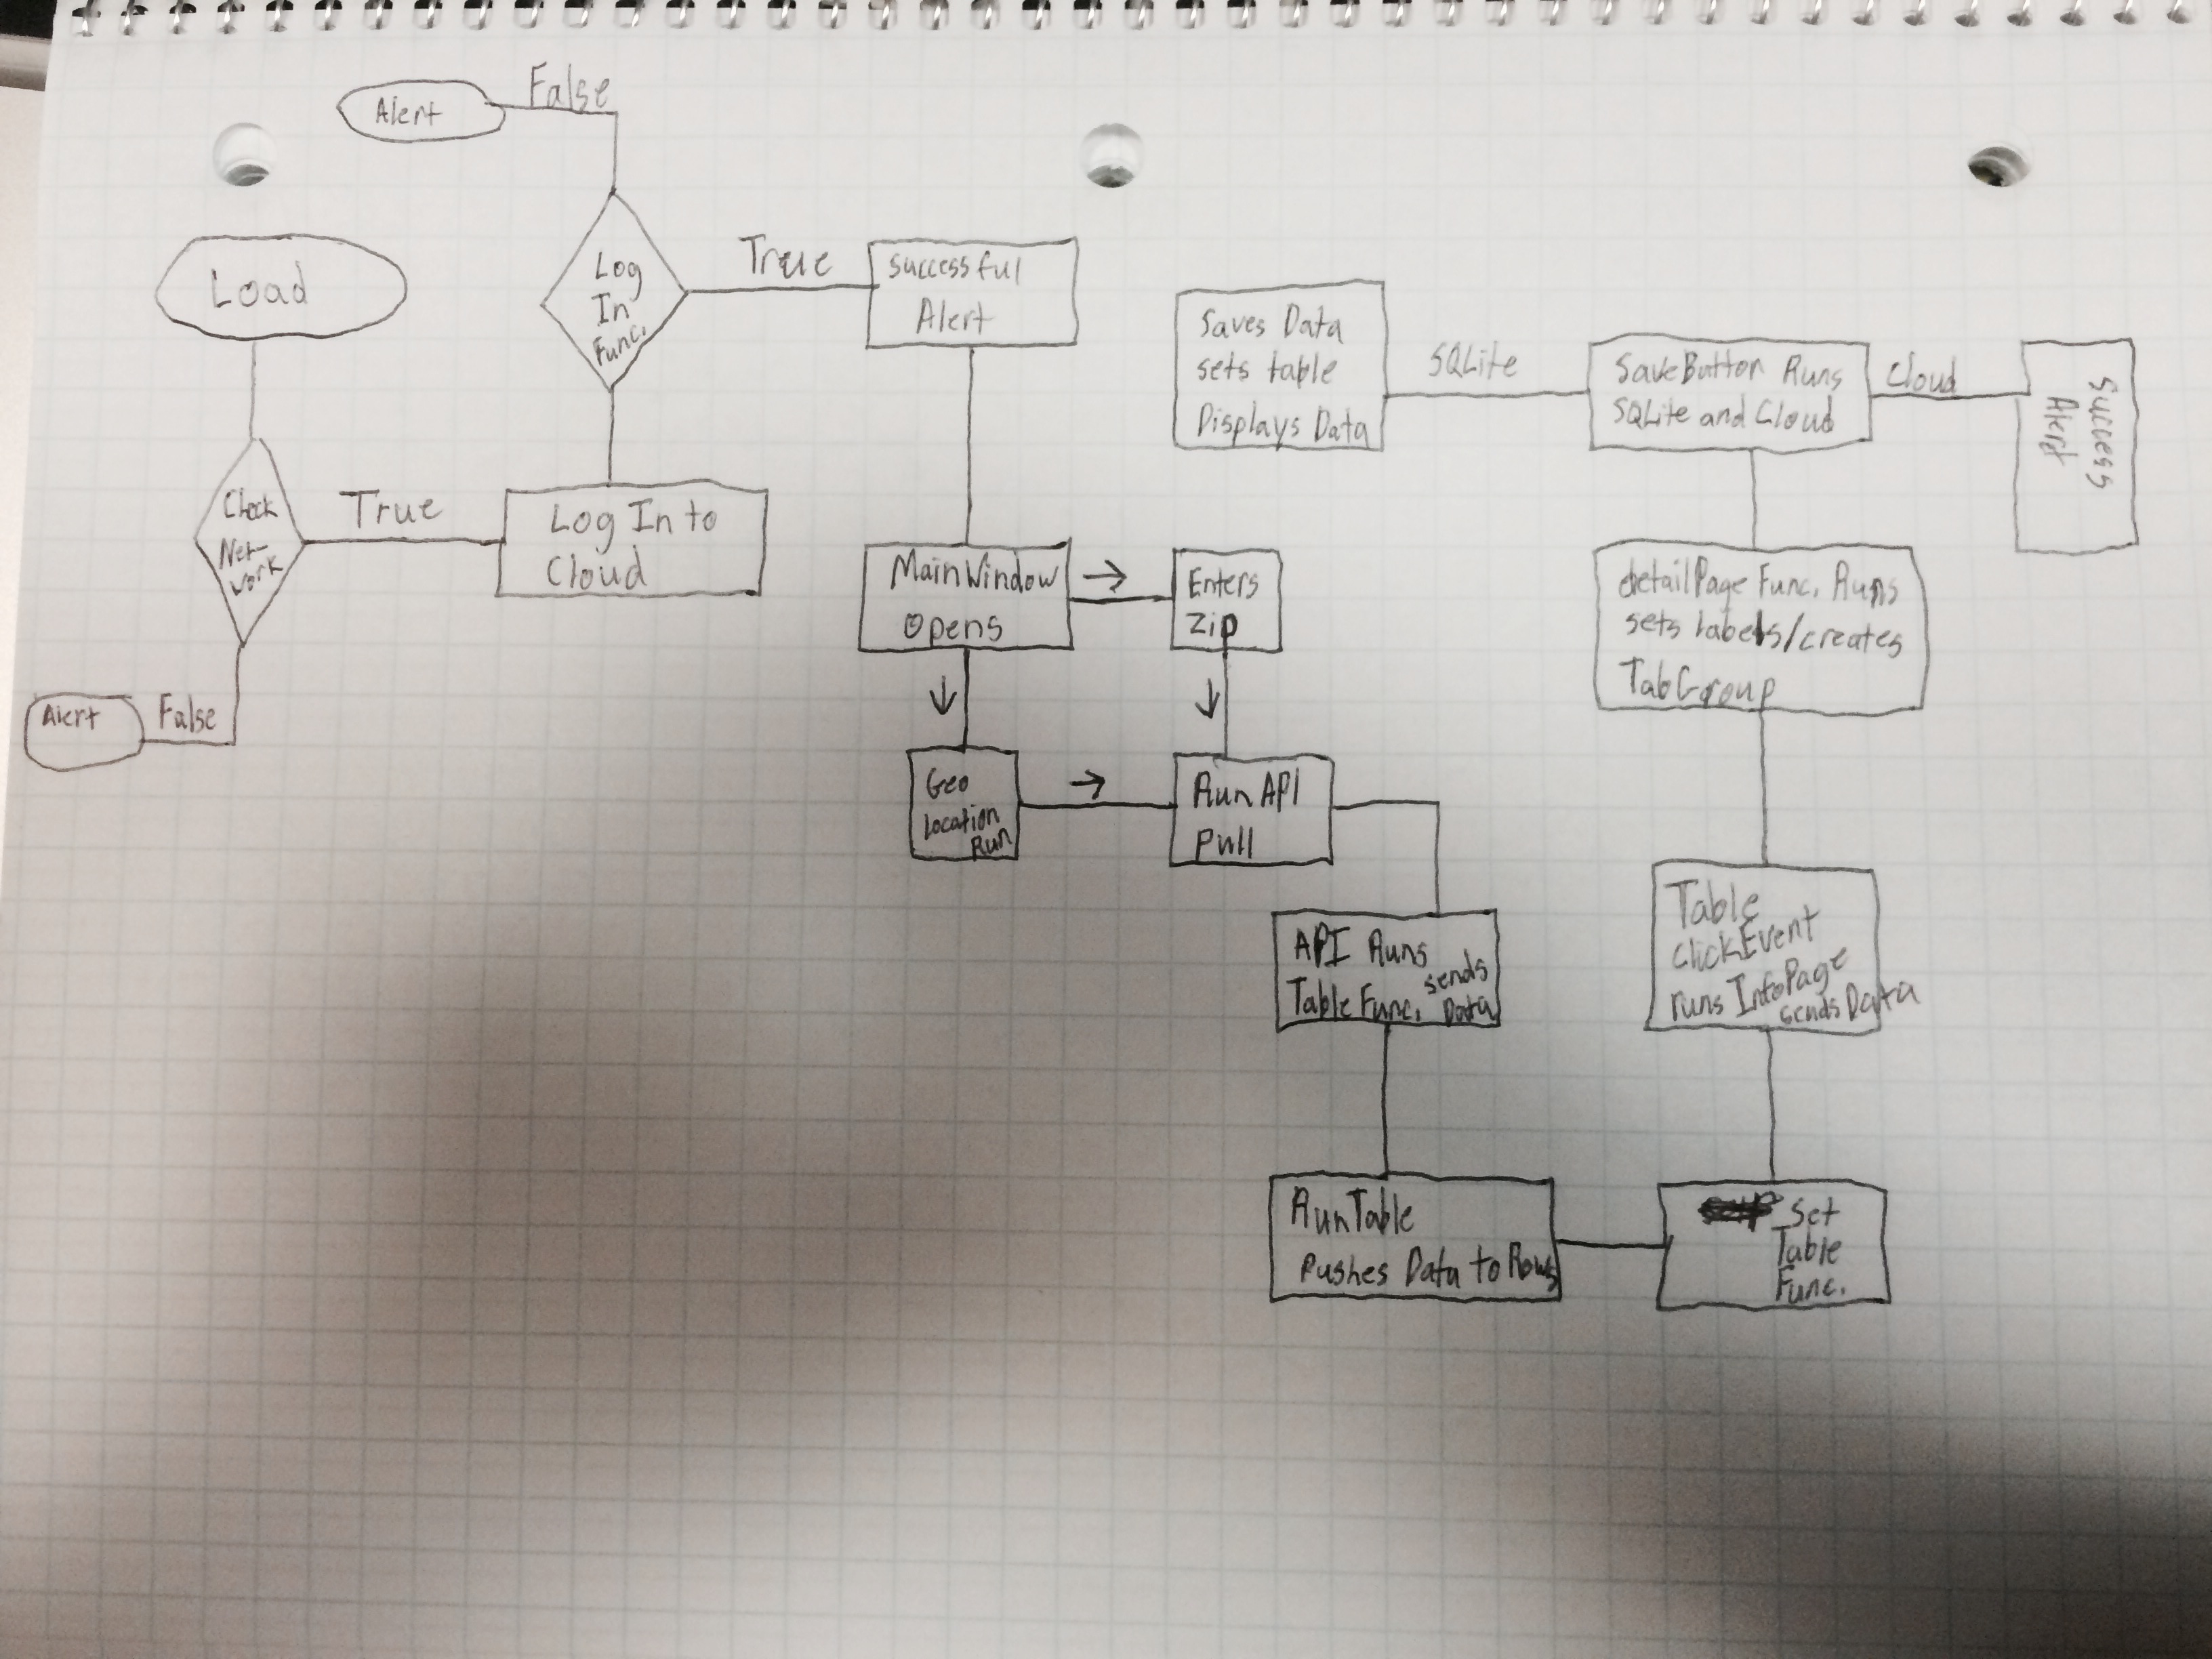 Alert
False
Load
Log
In
Func.
True
Successful
Alert
Check
Net-
work
True
Log In to
Cloud
Alert
False
MainWindow
Opens
→
Enters
Zip
↓
↓
Geo
Location
Run
→
Run API
Pull
API Runs
Table Func. sends
Data
RunTable
Pushes Data to Rows
Set
Table
Func.
Table
ClickEvent
runs InfoPage
sends Data
detailPage Func. Runs
sets labels/creates
TabGroup
SaveButton Runs
SQLite and Cloud
SQLite
Saves Data
sets table
Displays Data
Cloud
Success
Alert